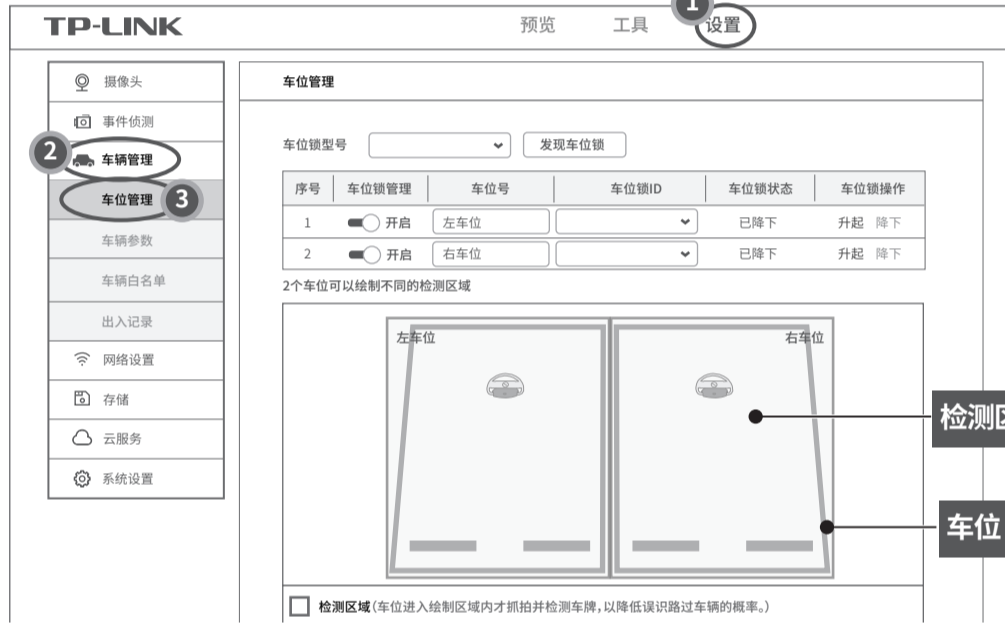 1
TP-LINK 预览 工具 设置
摄像头
事件侦测
2 车辆管理
车位管理 3
车辆参数
车辆白名单
出入记录
网络设置
存储
云服务
系统设置
车位管理
车位锁型号 发现车位锁
序号 车位锁管理 车位号 车位锁ID 车位锁状态 车位锁操作
1 开启 左车位 已降下 升起 降下
2 开启 右车位 已降下 升起 降下
2个车位可以绘制不同的检测区域
左车位 右车位
检测区
车位
检测区域(车位进入绘制区域内才抓拍并检测车牌,以降低误识路过车辆的概率。)